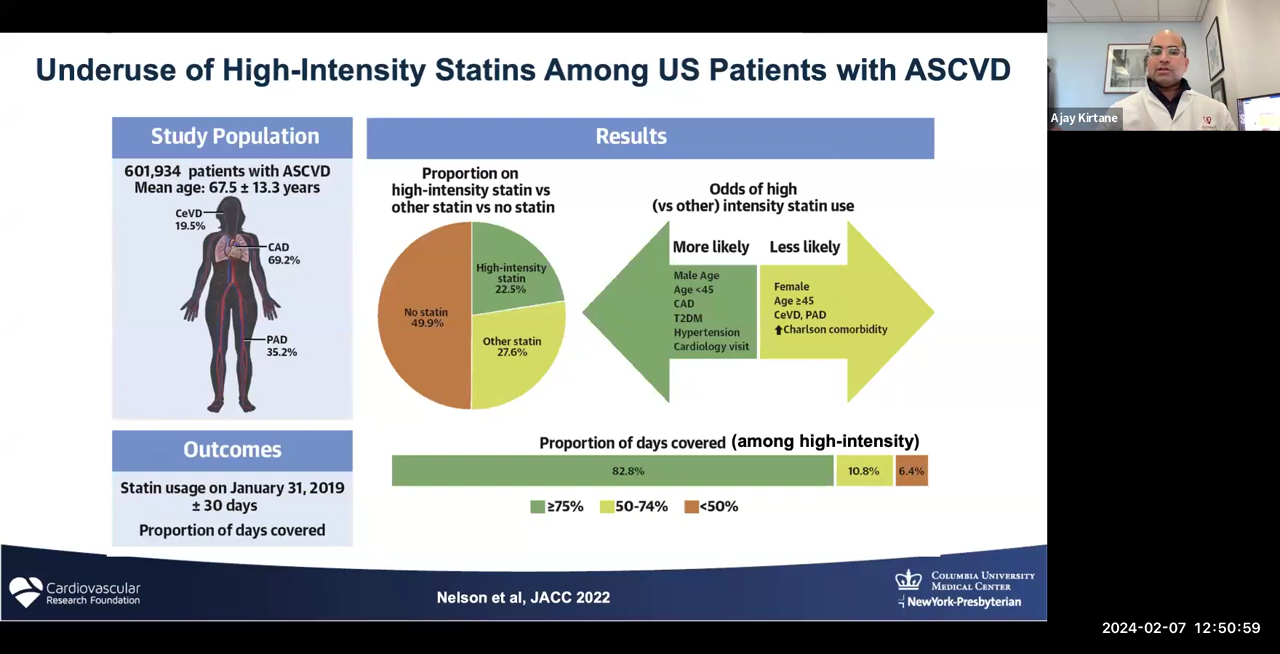 Underuse of High-Intensity Statins Among US Patients with ASCVD
Study Population
601,934 patients with ASCVD
Mean age: 67.5 ± 13.3 years
CeVD
19.5%
CAD
69.2%
PAD
35.2%
Outcomes
Statin usage on January 31, 2019
± 30 days
Proportion of days covered
Results
Proportion on
high-intensity statin vs
other statin vs no statin
High-intensity
statin
22.5%
No statin
49.9%
Other statin
27.6%
Odds of high
(vs other) intensity statin use
More likely
Male Age
Age <45
CAD
T2DM
Hypertension
Cardiology visit
Less likely
Female
Age ≥45
CeVD, PAD
⬆Charlson comorbidity
Proportion of days covered (among high-intensity)
82.8%
10.8%
6.4%
≥75%
50-74%
<50%
Cardiovascular
Research Foundation
Nelson et al, JACC 2022
COLUMBIA UNIVERSITY
MEDICAL CENTER
NewYork-Presbyterian
Ajay Kirtane
2024-02-07 12:50:59